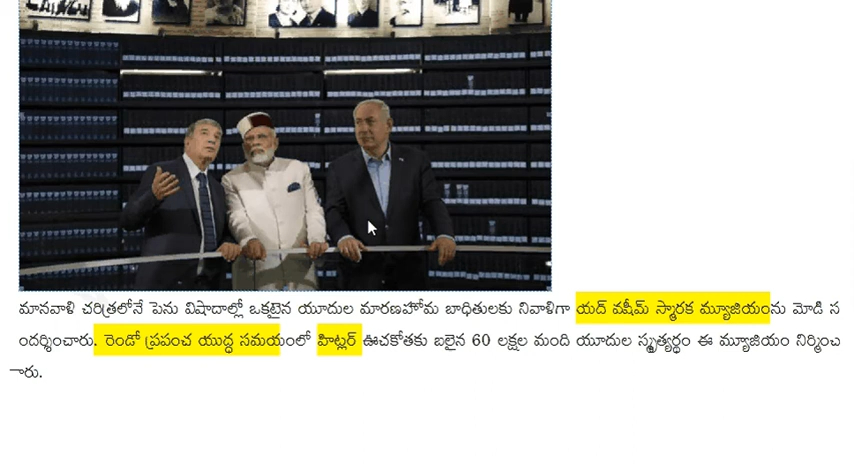 మానవాళి చరిత్రలోనే పెను విషాదాల్లో ఒకటైన యూదుల మారణహోమ బాధితులకు నివాళిగా యద్ వషీమ్ స్మారక మ్యూజియంను మోడి స
ందర్శించారు. రెండో ప్రపంచ యుద్ధ సమయంలో హిట్లర్ ఊచకోతకు బలైన 60 లక్షల మంది యూదుల స్మృత్యర్థం ఈ మ్యూజియం నిర్మించ
ారు.